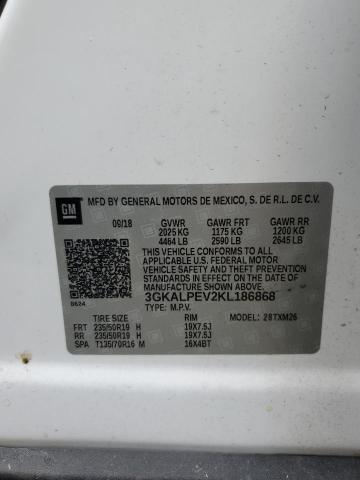 GM
MFD BY GENERAL MOTORS DE MEXICO, S. DE R.L. DE C.V.
09/18 GVWR GAWR FRT GAWR RR
2025 KG 1175 KG 1200 KG
4464 LB 2590 LB 2645 LB
THIS VEHICLE CONFORMS TO ALL APPLICABLE U.S.
FEDERAL MOTOR VEHICLE SAFETY, BUMPER, AND THEFT
PREVENTION STANDARDS IN EFFECT ON THE DATE OF
MANUFACTURE SHOWN ABOVE.
3GKALPEV2KL186868
8624 TYPE: M.P.V.
TIRE SIZE RIM MODEL: 28TXM26
FRT 235/50R19 H 19X7.5J
RR 235/50R19 H 19X7.5J
SPA T135/70R16 M 16X4BT